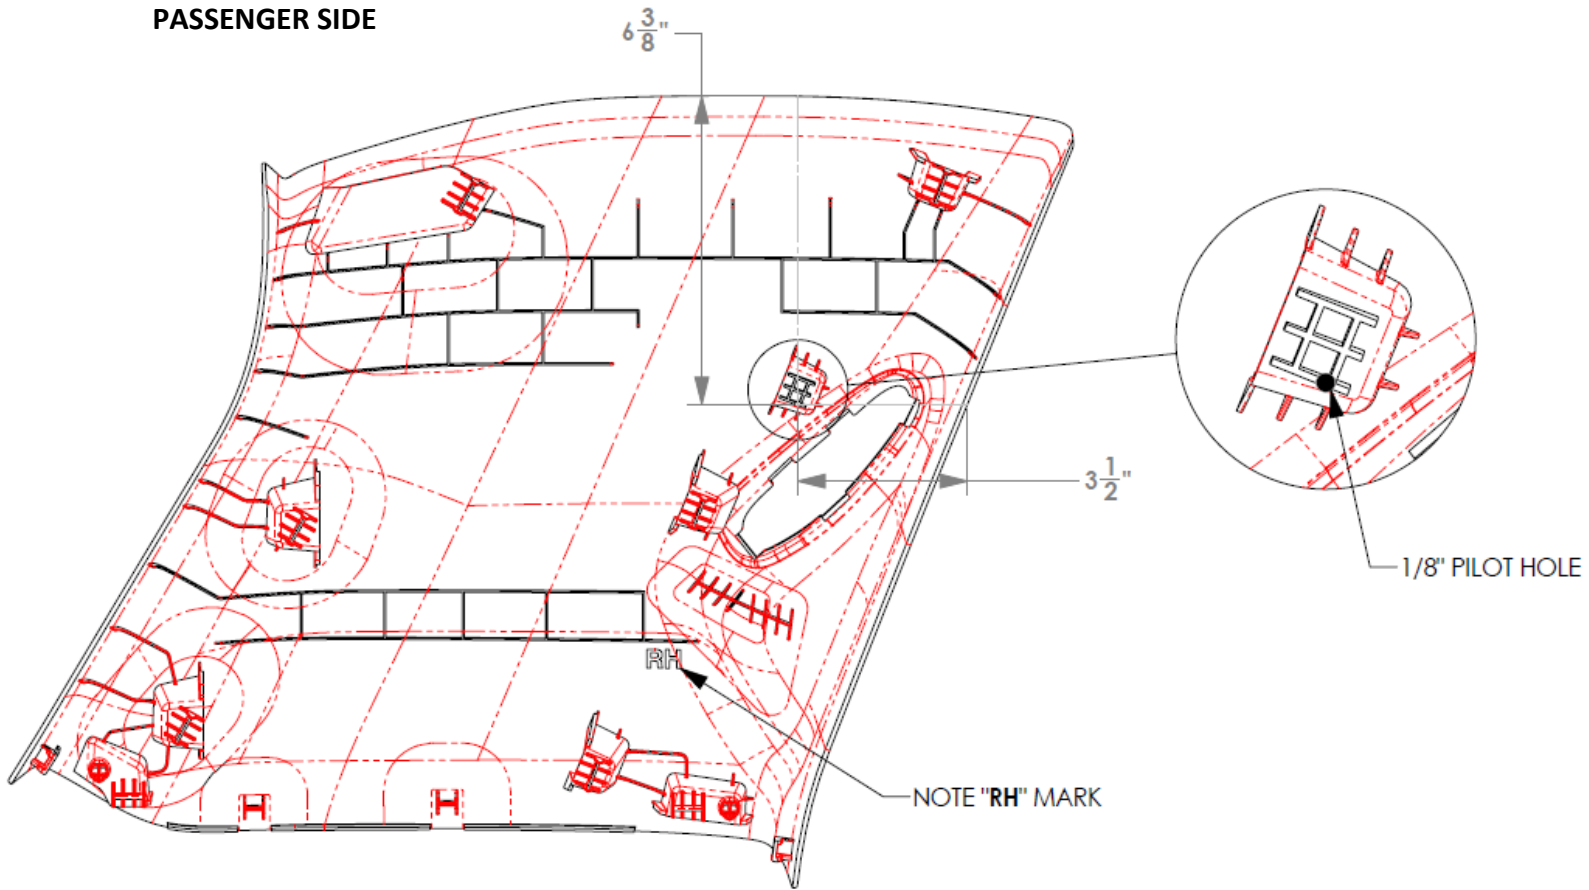 PASSENGER SIDE
6 3/8"
3 1/2"
1/8" PILOT HOLE
RH
NOTE "RH" MARK